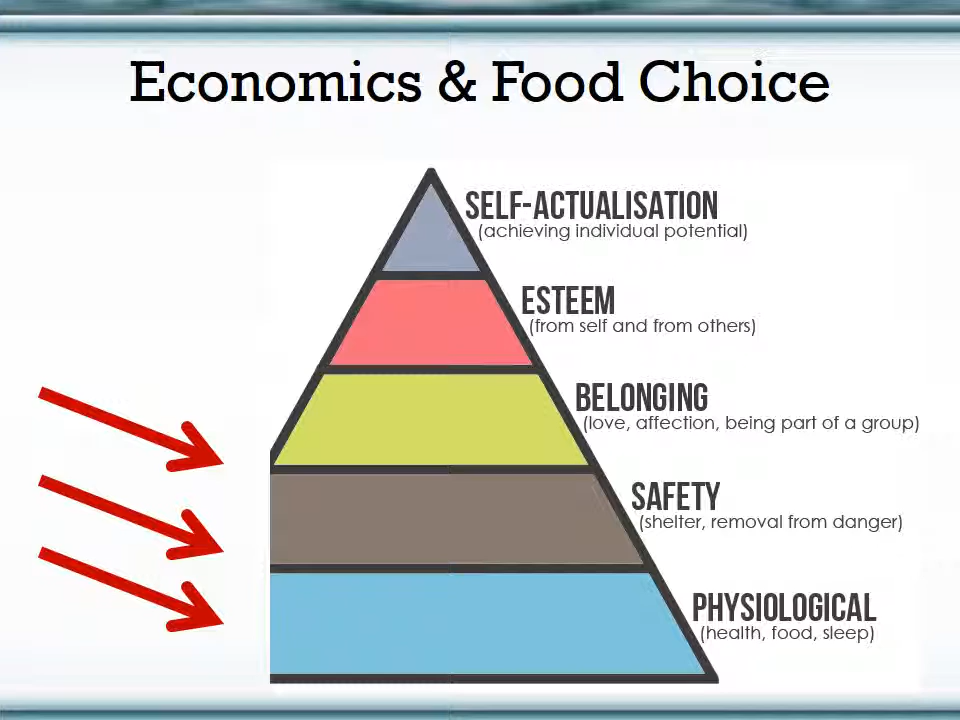 Economics & Food Choice
SELF-ACTUALISATION
(achieving individual potential)
ESTEEM
(from self and from others)
BELONGING
(love, affection, being part of a group)
SAFETY
(shelter, removal from danger)
PHYSIOLOGICAL
(health, food, sleep)